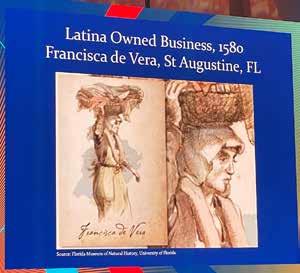 Latina Owned Business, 1580
Francisca de Vera, St Augustine, FL
Francisca de Vera
Source: Florida Museum of Natural History, University of Florida